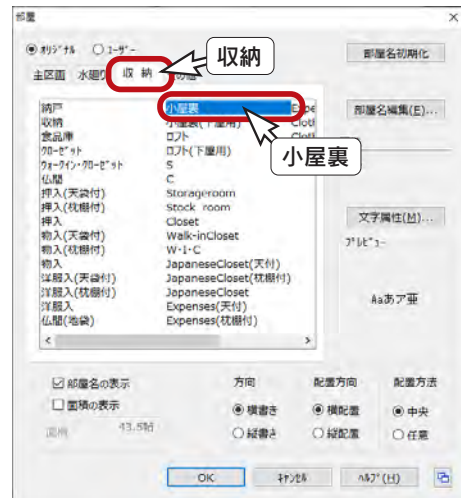 部屋
オリジナル ユーザー
収納
部屋名初期化
主区画 水廻り 収 納
納戸 小屋裏
部屋名編集(E)...
収納 小屋裏(下屋用)
食品庫 ロフト
クローゼット ロフト(下屋用)
小屋裏
ウォークイン・クローゼット S
仏間 C
押入(天袋付) Storageroom
押入(枕棚付) Stock room
文字属性(M)...
押入 Closet
物入(天袋付) Walk-inCloset
プレビュー
物入(枕棚付) W・I・C
物入 JapaneseCloset(天付)
洋服入(天袋付) JapaneseCloset(枕棚付)
洋服入(枕棚付) JapaneseCloset
Aaあア亜
洋服入 Expenses(天付)
仏間(地袋) Expenses(枕棚付)
部屋名の表示 方向 配置方向 配置方法
面積の表示 横書き 横配置 中央
43.5帖 縦書き 縦配置 任意
OK キャンセル ヘルプ(H)